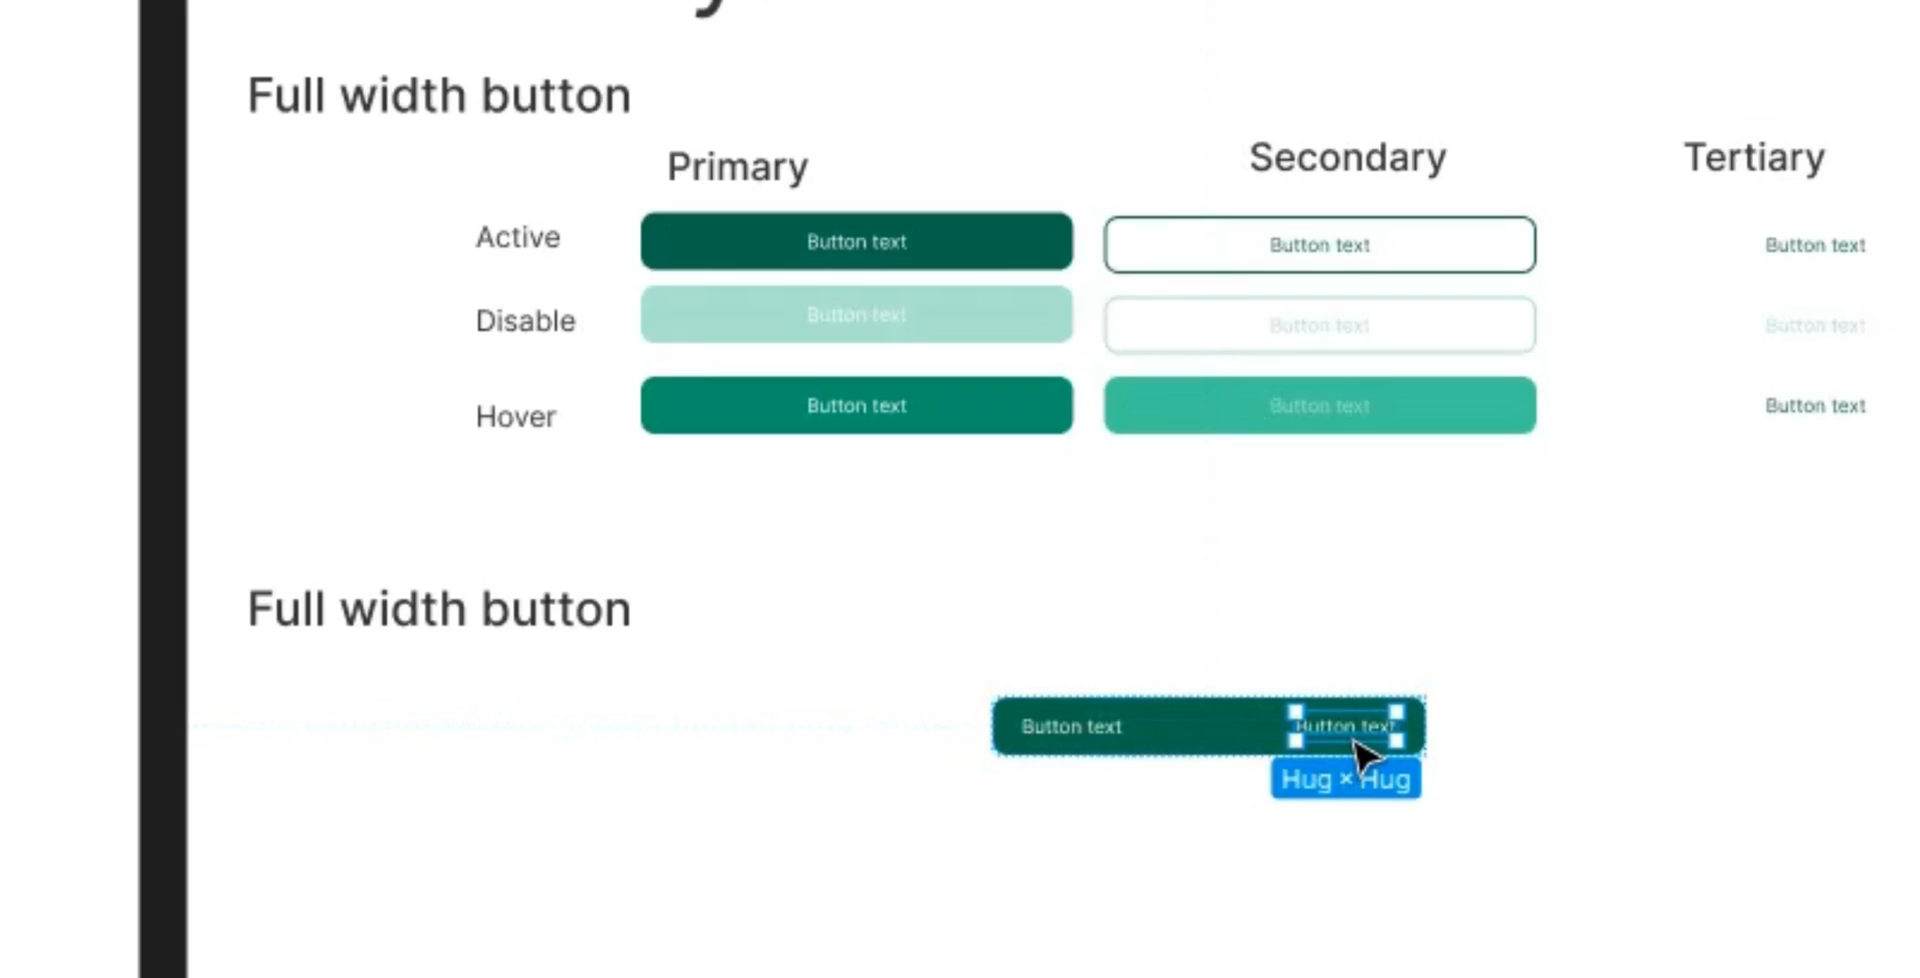 Full width button
Primary
Secondary
Tertiary
Active
Button text
Button text
Button text
Disable
Button text
Button text
Button text
Hover
Button text
Button text
Button text
Full width button
Button text
Button text
Hug × Hug